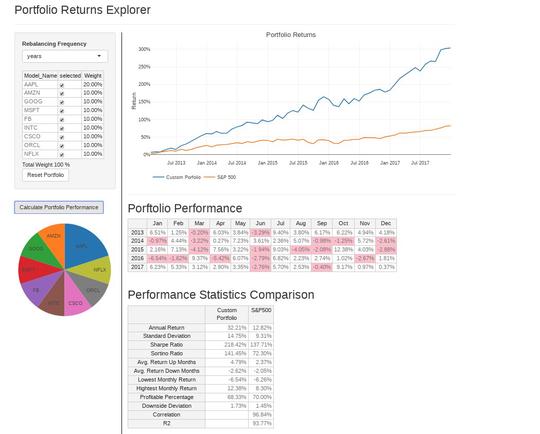 Portfolio Returns Explorer
Rebalancing Frequency
years
Model_Name selected Weight
AAPL 20.00%
AMZN 10.00%
GOOG 10.00%
MSFT 10.00%
FB 10.00%
INTC 10.00%
CSCO 10.00%
ORCL 10.00%
NFLX 10.00%
Total Weight 100 %
Reset Portfolio
Calculate Portfolio Performance
AMZN
AAPL
GOOG
NFLX
FB
ORCL
CSCO
Portfolio Returns
Return
300%
250%
200%
150%
100%
50%
0%
Jul 2013 Jan 2014 Jul 2014 Jan 2015 Jul 2015 Jan 2016 Jul 2016 Jan 2017 Jul 2017
Custom Portfolio S&P 500
Portfolio Performance
Jan Feb Mar Apr May Jun Jul Aug Sep Oct Nov Dec
2013 6.51% 1.25% -0.20% 6.03% 3.84% -3.29% 9.40% 3.80% 6.17% 6.22% 4.94% 4.18%
2014 -0.97% 4.44% -3.22% 0.27% 7.23% 3.61% 2.36% 5.07% -0.98% -1.25% 5.72% -2.61%
2015 2.16% 7.13% -4.12% 7.56% 3.22% -1.94% 9.03% -4.05% -2.08% 12.38% 4.03% -2.88%
2016 -6.54% -1.62% 9.37% -5.42% 6.07% -2.79% 6.82% 2.23% 2.74% 1.02% -2.67% 1.81%
2017 6.23% 5.33% 3.12% 2.90% 3.35% -2.76% 5.70% 2.53% -0.40% 9.17% 0.97% 0.37%
Performance Statistics Comparison
Custom Portfolio S&P500
Annual Return 32.21% 12.82%
Standard Deviation 14.75% 9.31%
Sharpe Ratio 218.42% 137.71%
Sortino Ratio 141.45% 72.30%
Avg. Return Up Months 4.79% 2.37%
Avg. Return Down Months -2.62% -2.05%
Lowest Monthly Return -6.54% -6.26%
Hightest Monthly Return 12.38% 8.30%
Profitable Percentage 68.33% 70.00%
Downside Deviation 1.73% 1.45%
Correlation 96.84%
R2 93.77%